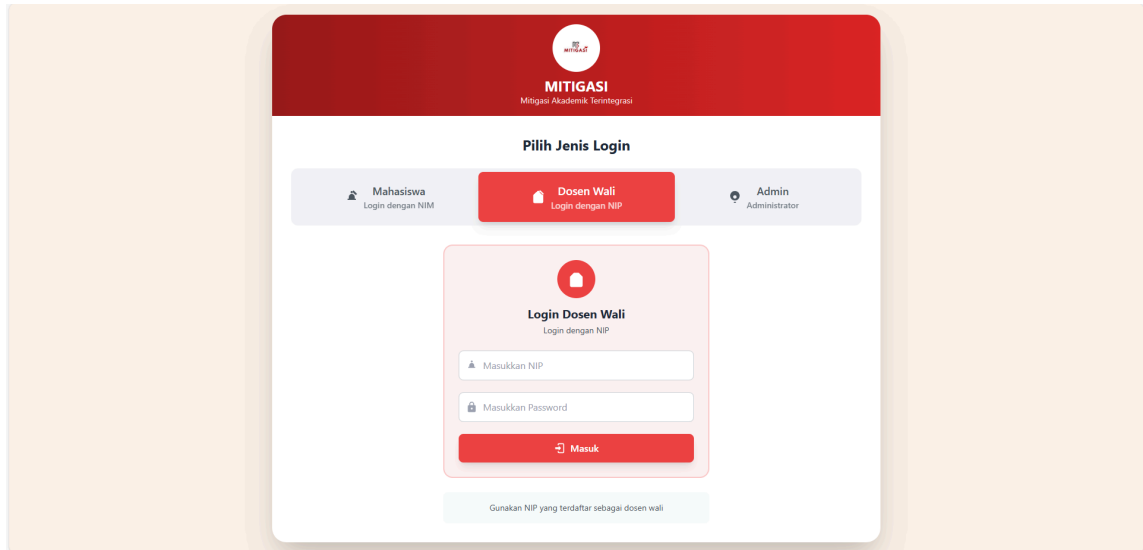 MITIGASI
MITIGASI
Mitigasi Akademik Terintegrasi
Pilih Jenis Login
Mahasiswa
Login dengan NIM
Dosen Wali
Login dengan NIP
Admin
Administrator
Login Dosen Wali
Login dengan NIP
Masukkan NIP
Masukkan Password
Masuk
Gunakan NIP yang terdaftar sebagai dosen wali